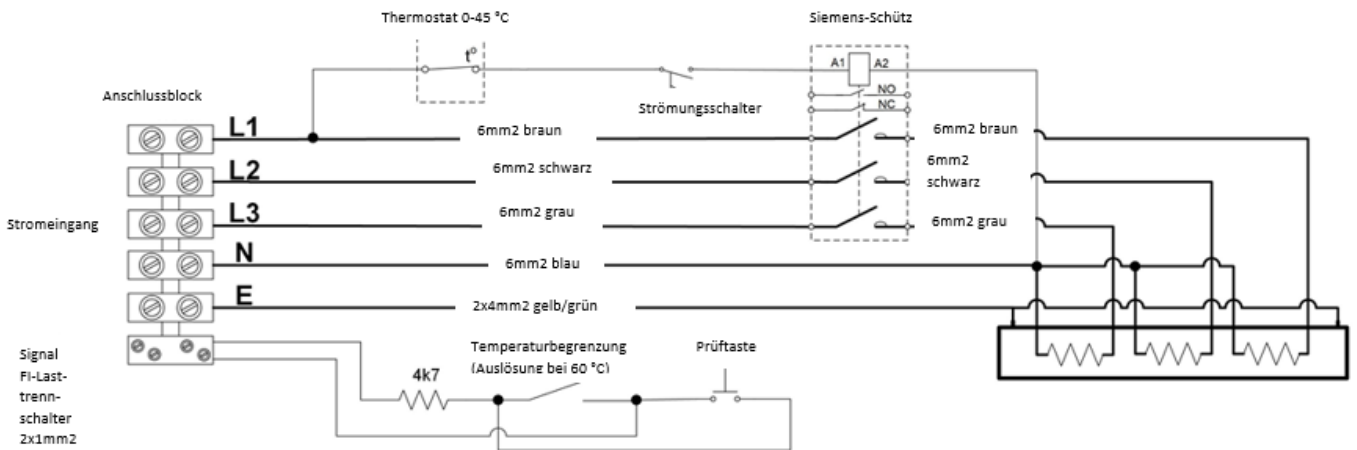 Thermostat 0-45 °C
Siemens-Schütz
t°
A1
A2
Anschlussblock
Strömungsschalter
NO
NC
L1
6mm2 braun
6mm2 braun
L2
6mm2 schwarz
6mm2
schwarz
L3
6mm2 grau
6mm2 grau
Stromeingang
N
6mm2 blau
E
2x4mm2 gelb/grün
Signal
FI-Last-
trenn-
schalter
2x1mm2
Temperaturbegrenzung
(Auslösung bei 60 °C)
Prüftaste
4k7